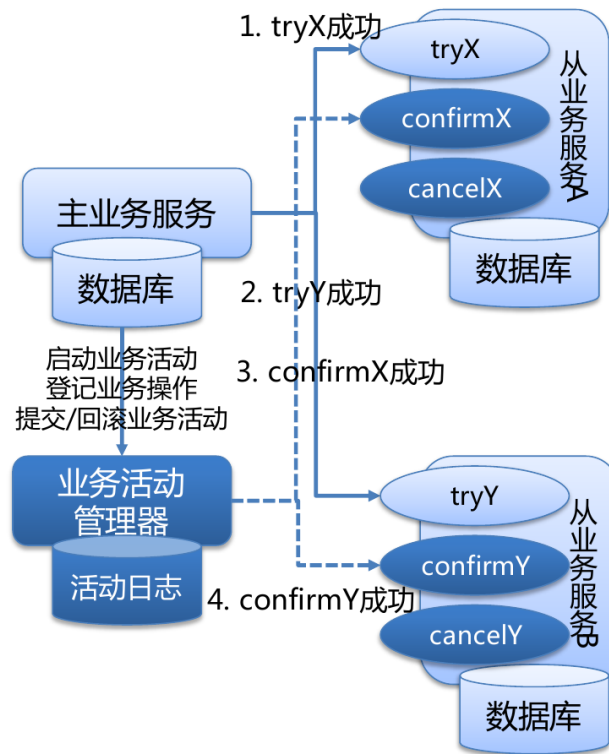 1. tryX成功
tryX
confirmX
cancelX
从业务服务A
数据库
主业务服务
数据库
2. tryY成功
启动业务活动
登记业务操作
提交/回滚业务活动
3. confirmX成功
业务活动
管理器
活动日志
tryY
confirmY
cancelY
从业务服务B
数据库
4. confirmY成功